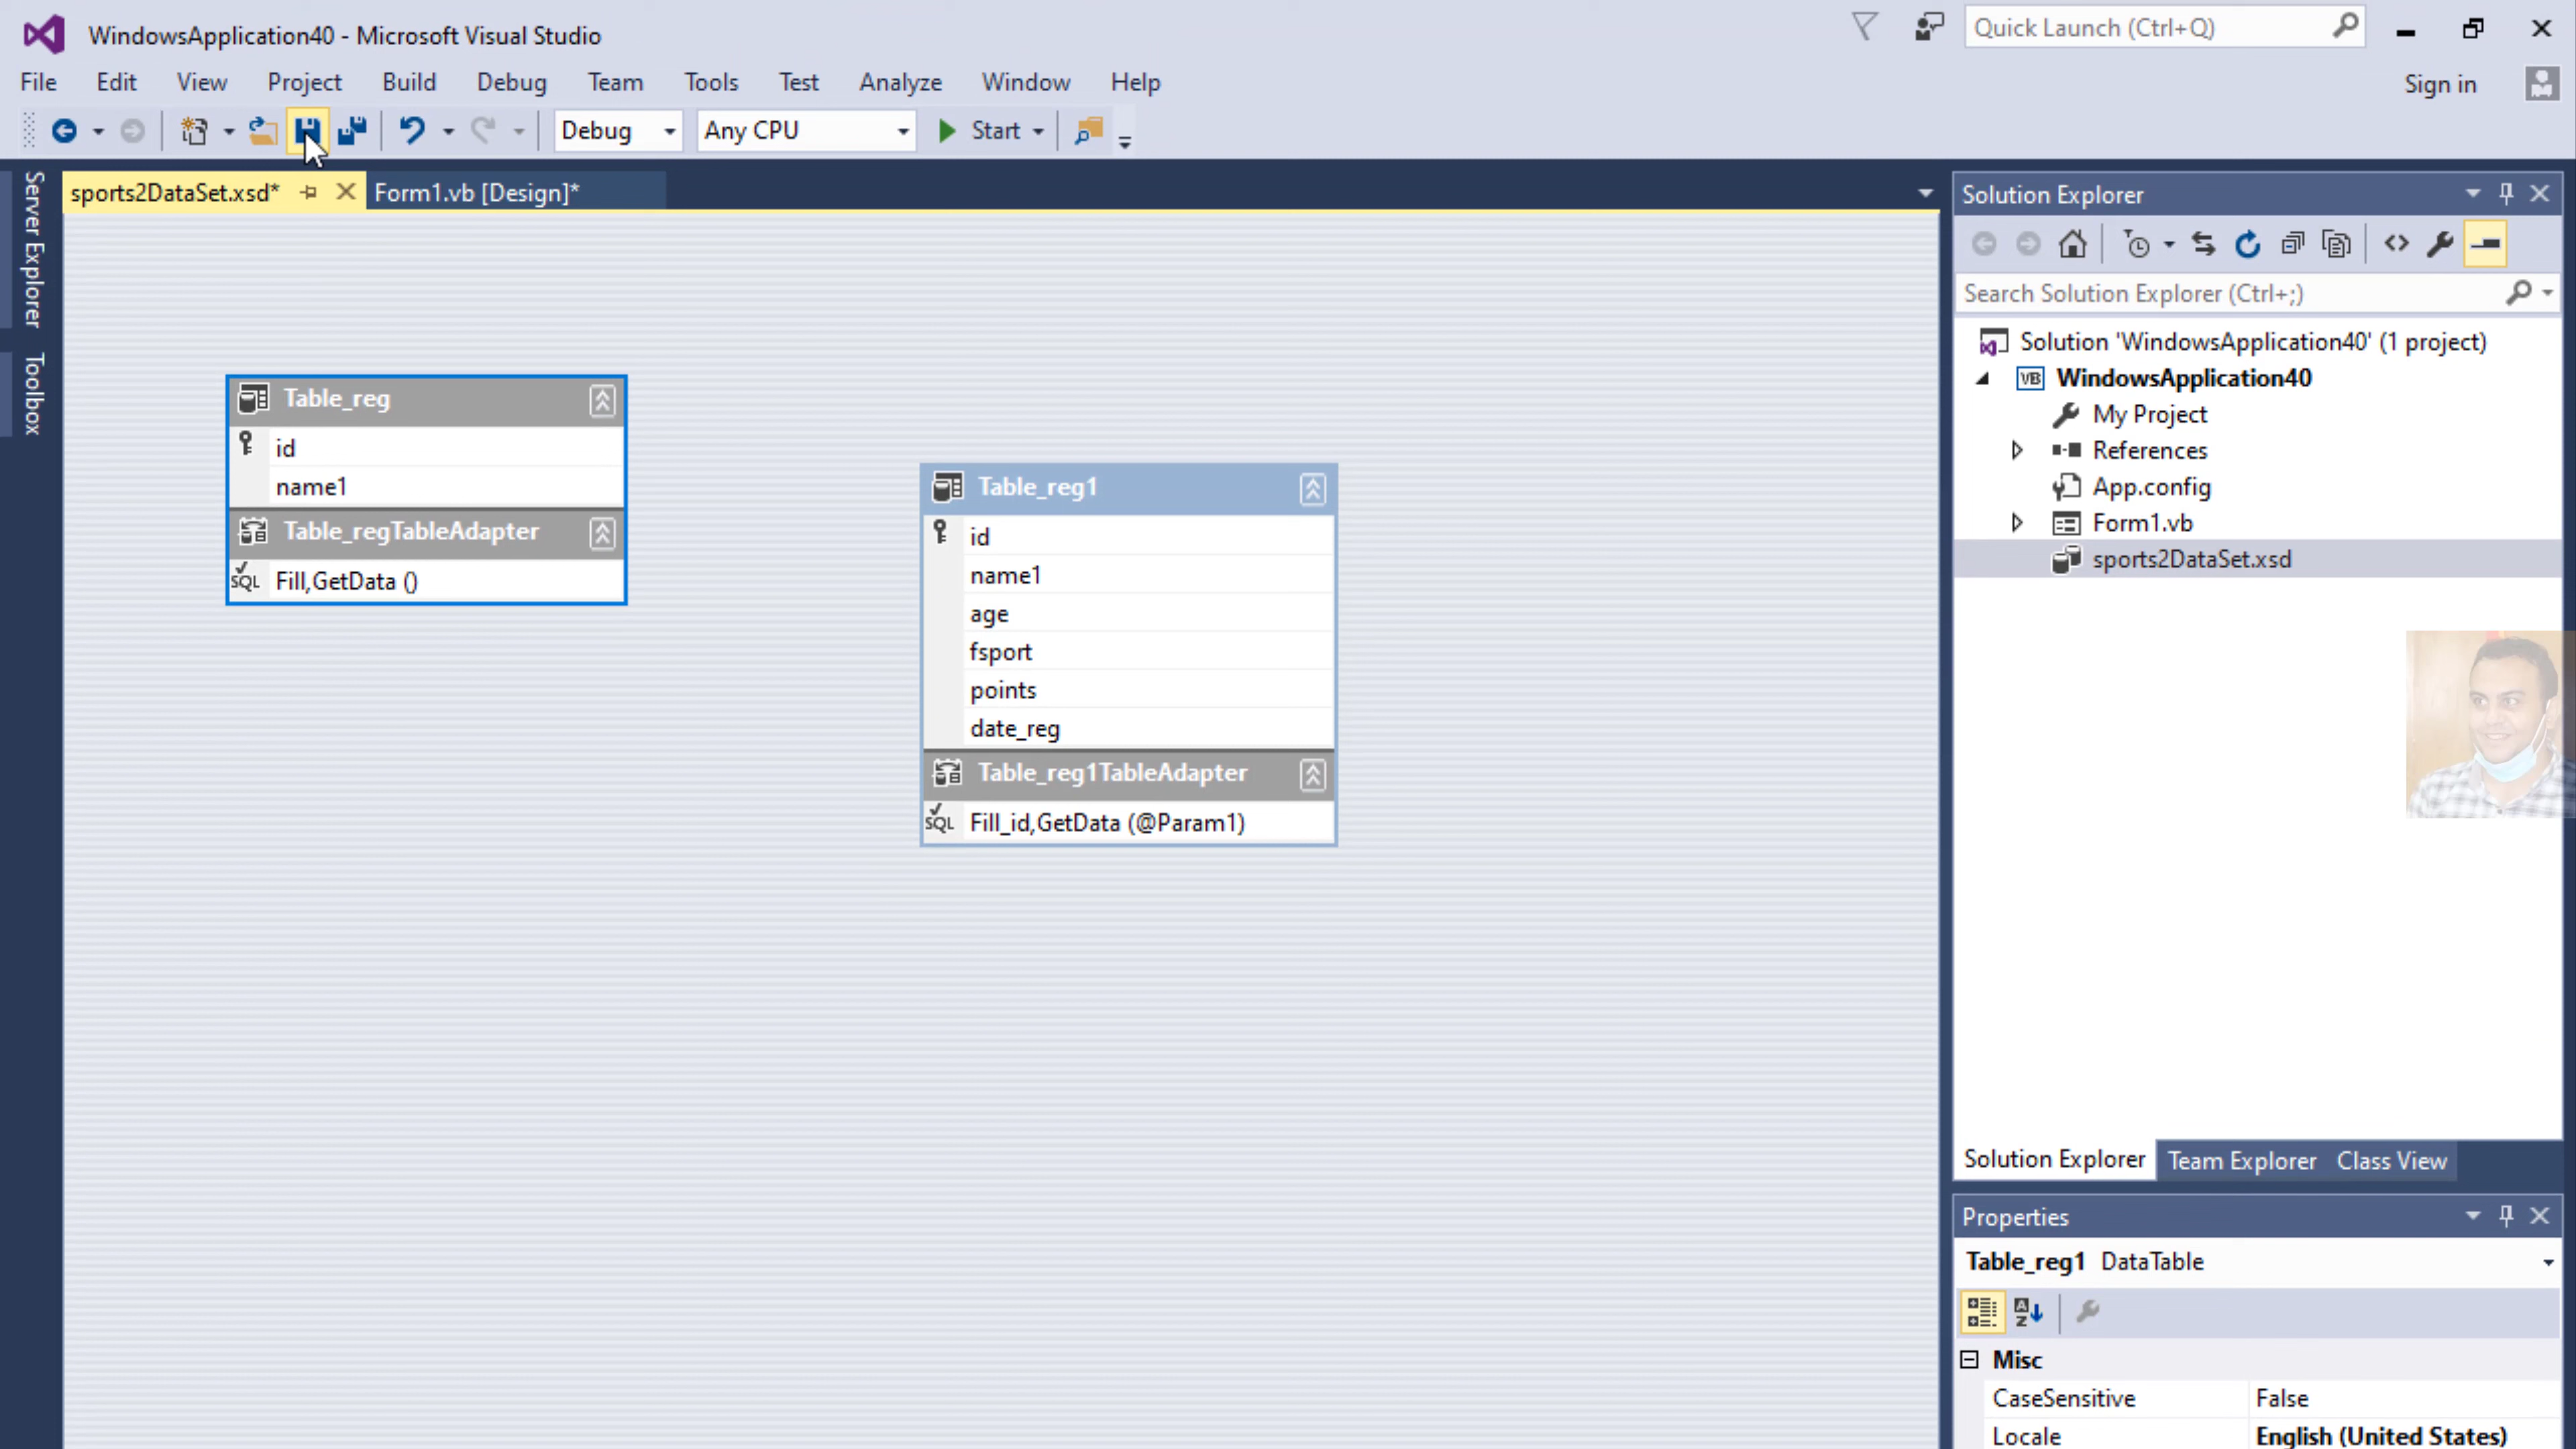 WindowsApplication40 - Microsoft Visual Studio
Quick Launch (Ctrl+Q)
File Edit View Project Build Debug Team Tools Test Analyze Window Help
Sign in
Debug Any CPU Start
Server Explorer
Toolbox
sports2DataSet.xsd*
Form1.vb [Design]*
Table_reg
id
name1
Table_regTableAdapter
SQL Fill,GetData ()
Table_reg1
id
name1
age
fsport
points
date_reg
Table_reg1TableAdapter
SQL Fill_id,GetData (@Param1)
Solution Explorer
Search Solution Explorer (Ctrl+;)
Solution 'WindowsApplication40' (1 project)
VB WindowsApplication40
My Project
References
App.config
Form1.vb
sports2DataSet.xsd
Solution Explorer Team Explorer Class View
Properties
Table_reg1 DataTable
Misc
CaseSensitive False
Locale English (United States)